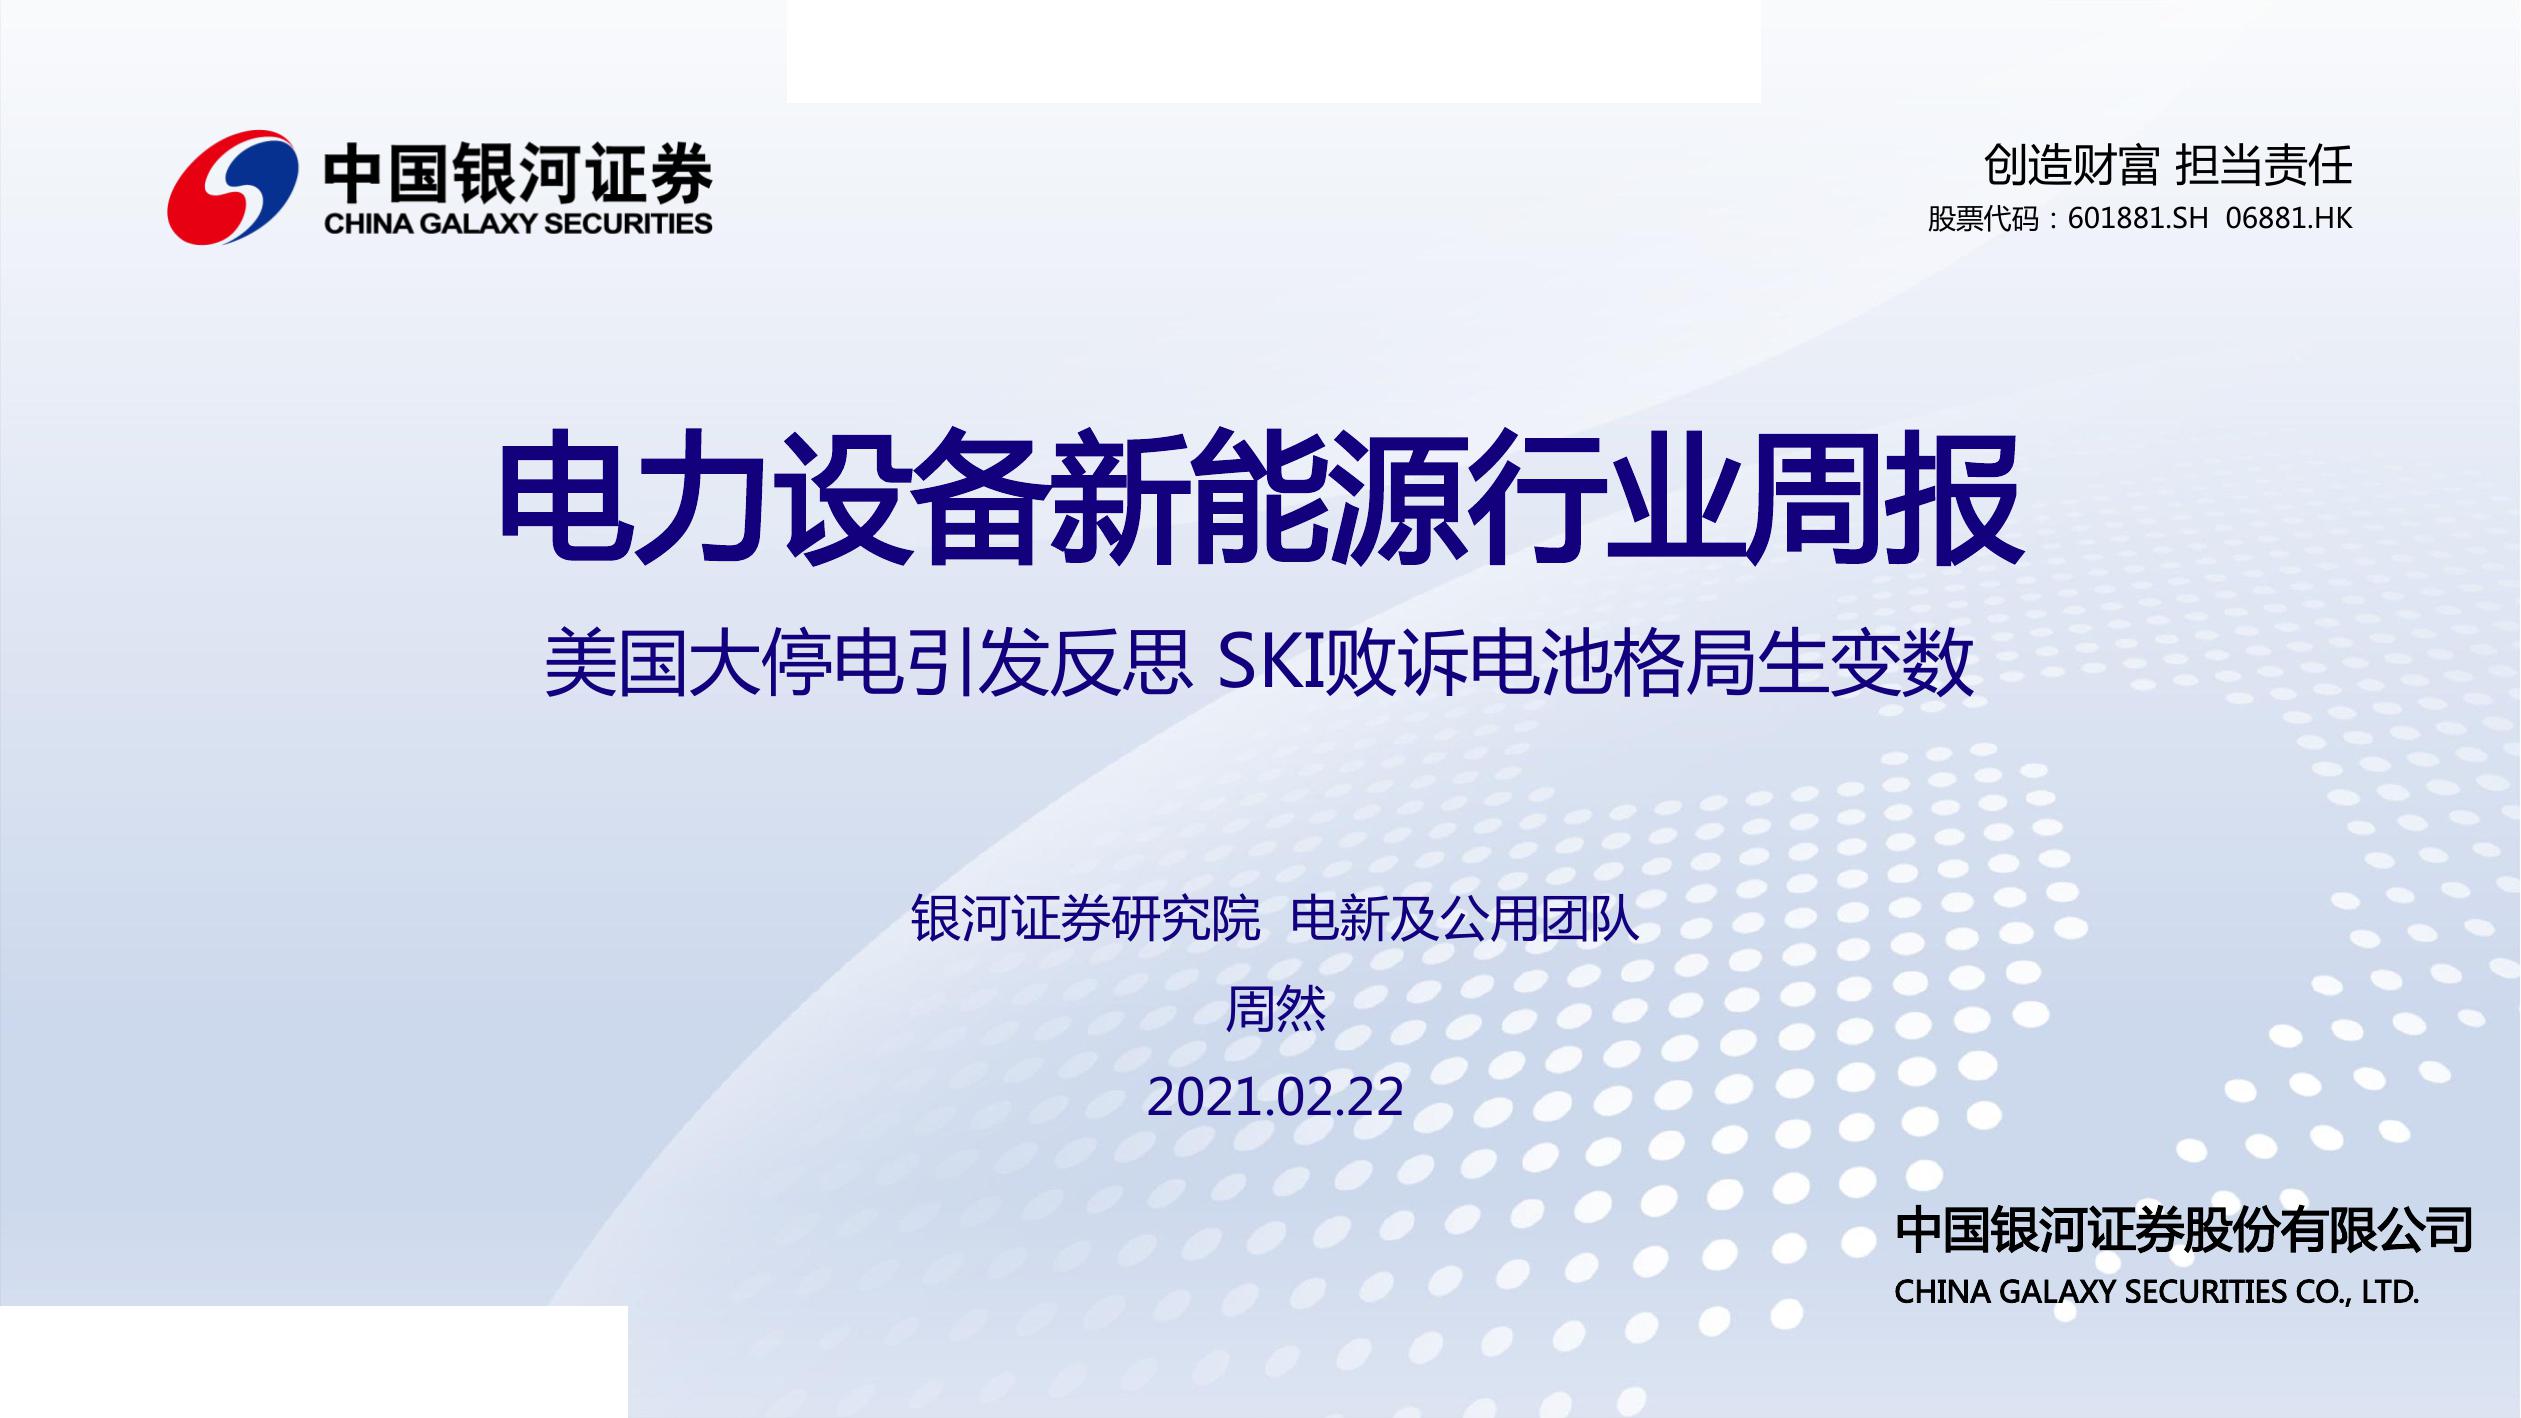 中国银河证券
CHINA GALAXY SECURITIES
创造财富 担当责任
股票代码：601881.SH 06881.HK
电力设备新能源行业周报
美国大停电引发反思 SKI败诉电池格局生变数
银河证券研究院 电新及公用团队
周然
2021.02.22
中国银河证券股份有限公司
CHINA GALAXY SECURITIES CO., LTD.